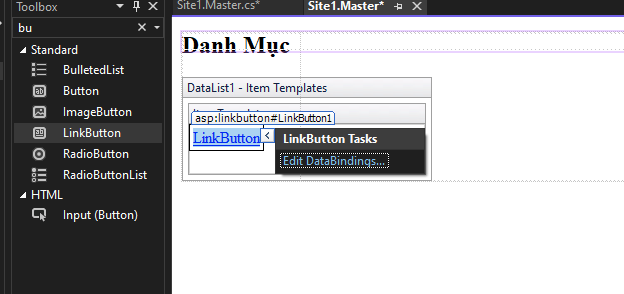 Toolbox
Site1.Master.cs*
Site1.Master*
bu
Standard
BulletedList
Button
ImageButton
LinkButton
RadioButton
RadioButtonList
HTML
Input (Button)
Danh Mục
DataList1 - Item Templates
asp:linkbutton#LinkButton1
LinkButton
LinkButton Tasks
Edit DataBindings...